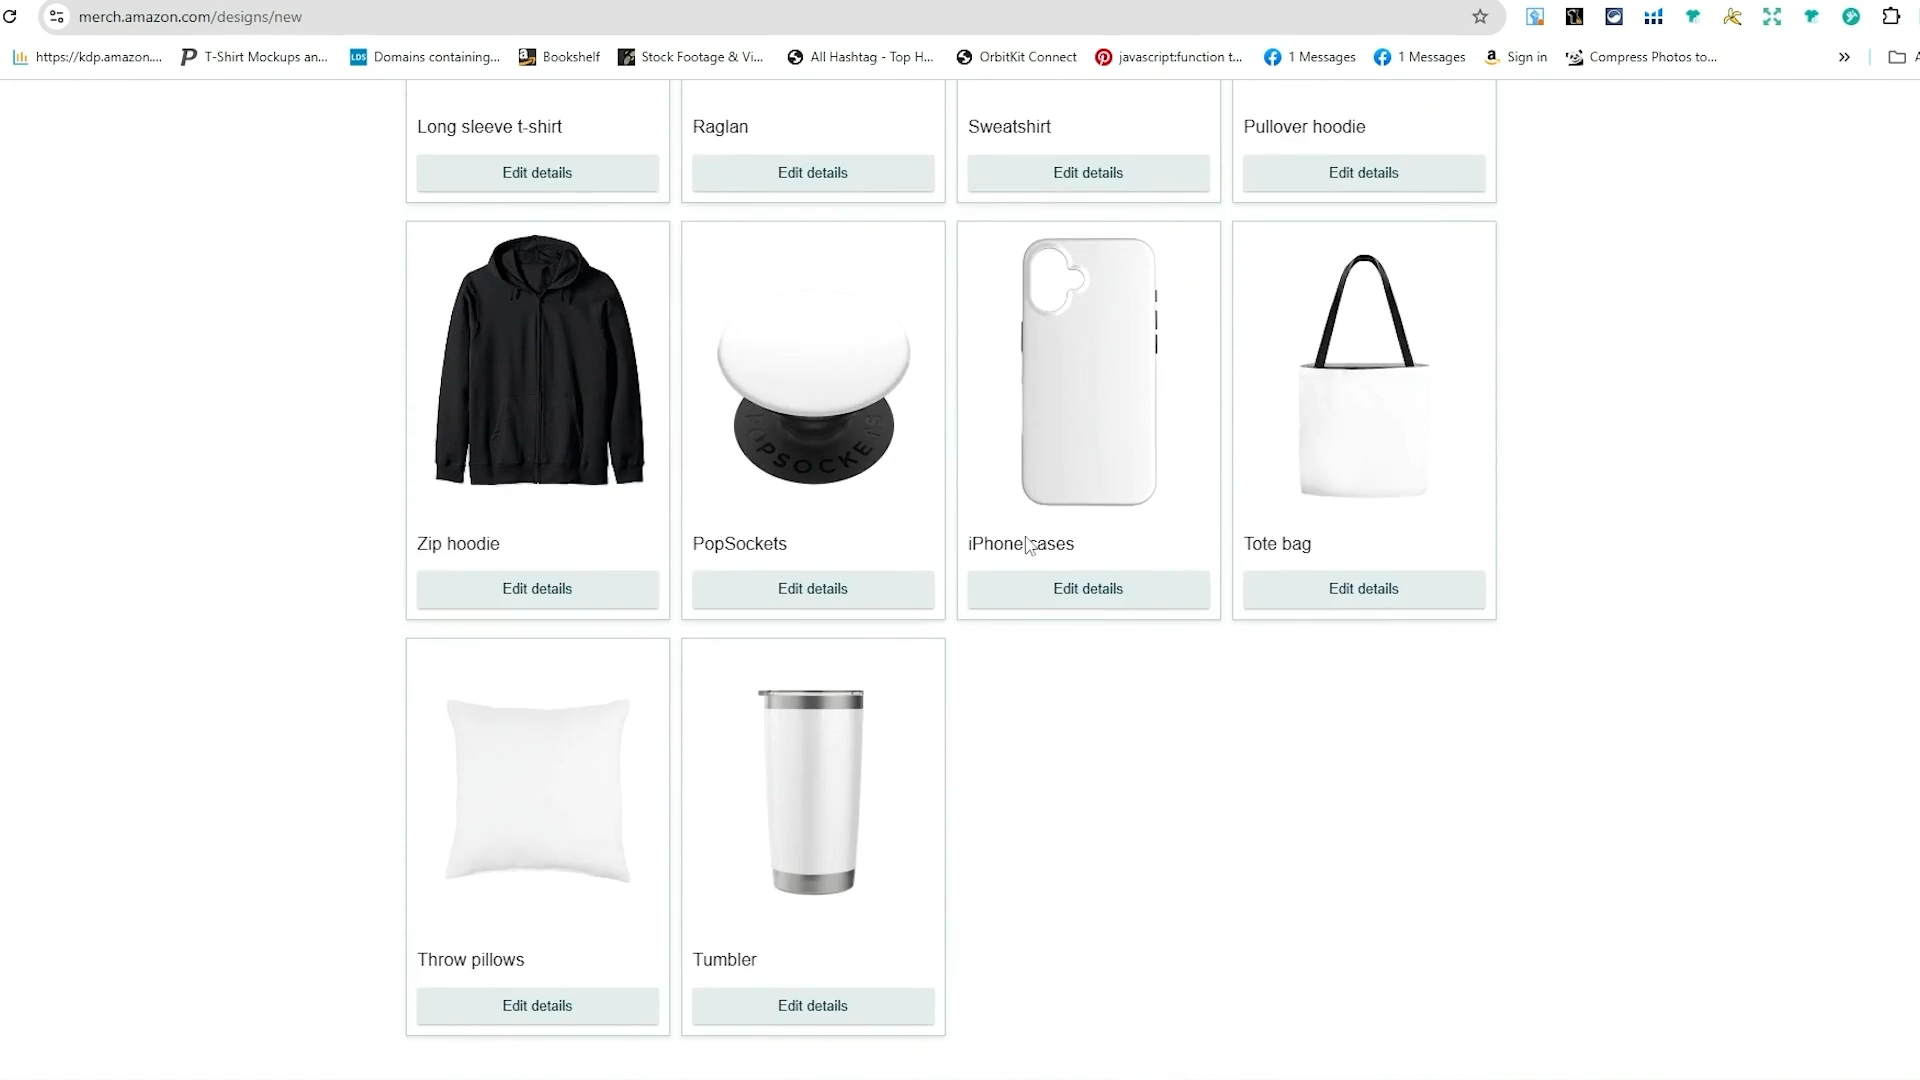 merch.amazon.com/designs/new
https://kdp.amazon.... T-Shirt Mockups an... LDS Domains containing... Bookshelf Stock Footage & Vi... All Hashtag - Top H... OrbitKit Connect javascript:function t... 1 Messages 1 Messages Sign in Compress Photos to... »
Long sleeve t-shirt Raglan Sweatshirt Pullover hoodie
Edit details Edit details Edit details Edit details
POPSOCKETS
Zip hoodie PopSockets iPhone cases Tote bag
Edit details Edit details Edit details Edit details
Throw pillows Tumbler
Edit details Edit details